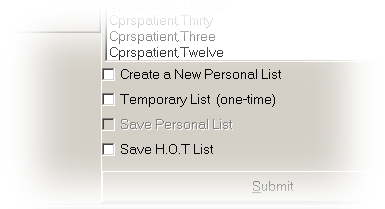 Cprspatient,Thirty
Cprspatient,Three
Cprspatient,Twelve
Create a New Personal List
Temporary List (one-time)
Save Personal List
Save H.O.T List
Submit